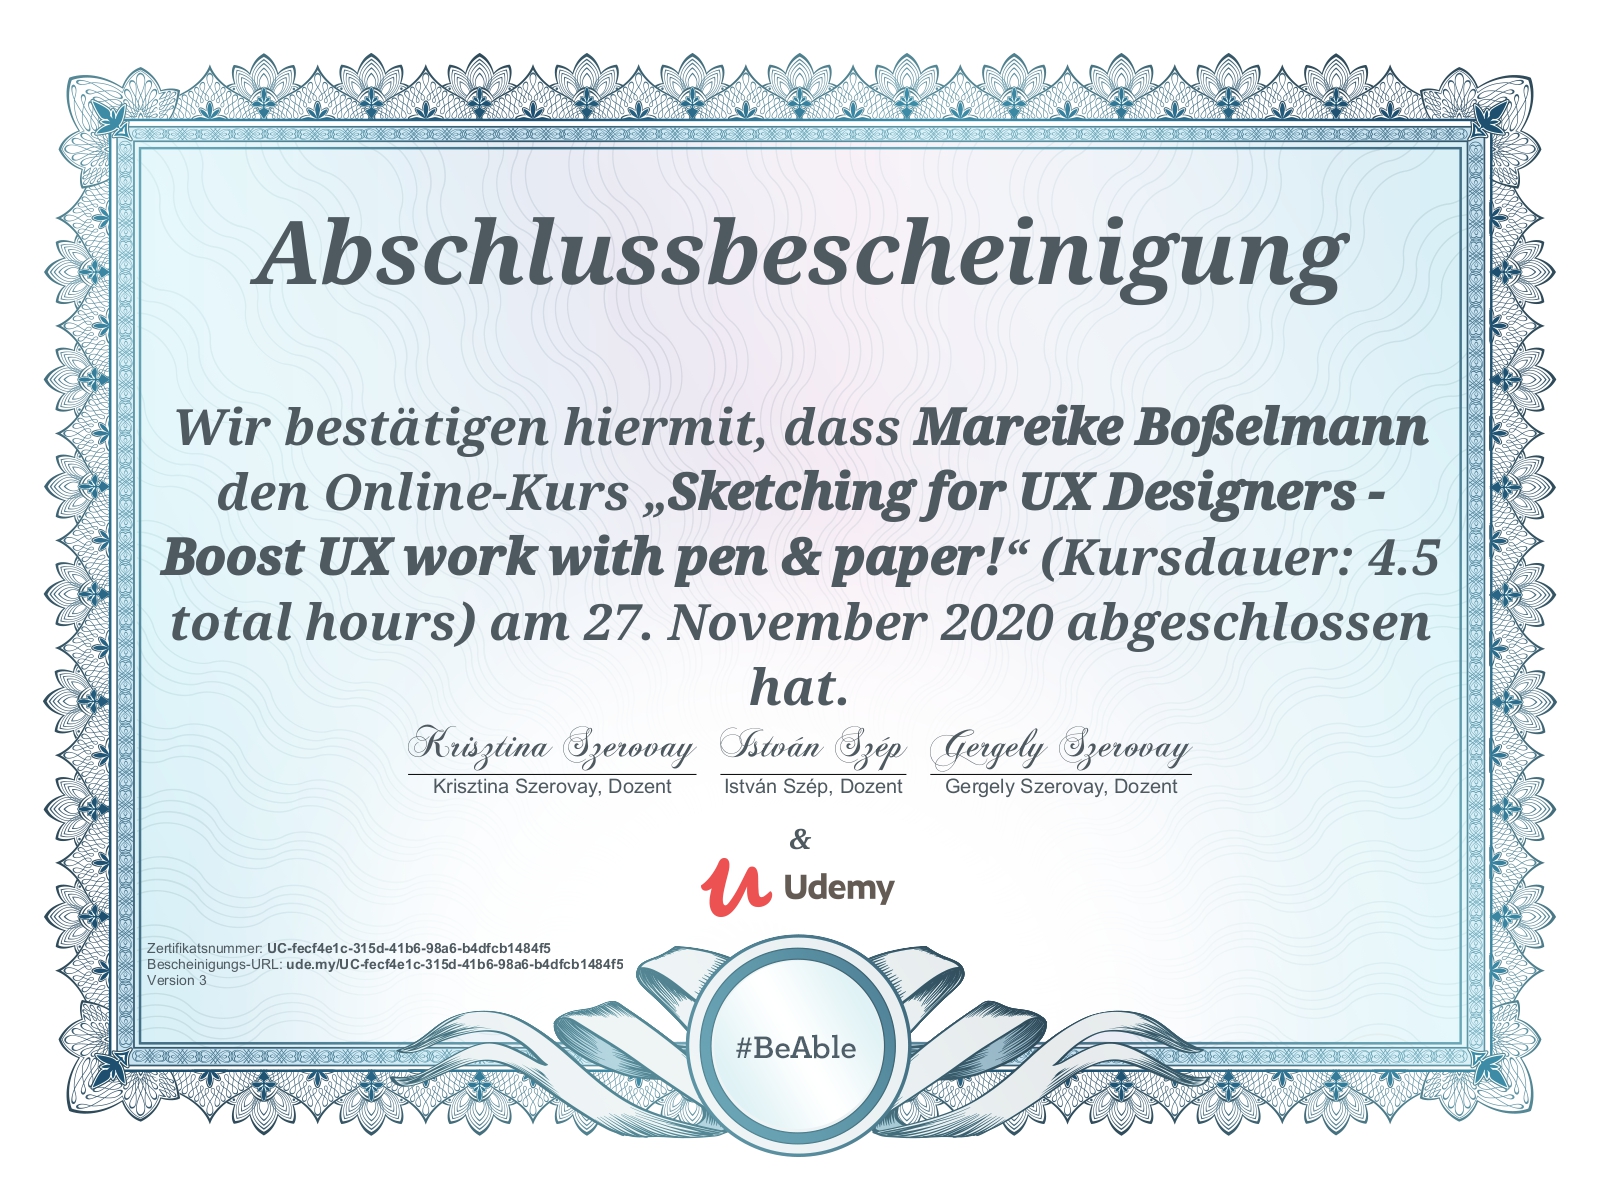 Abschlussbescheinigung
Wir bestätigen hiermit, dass Mareike Boßelmann
den Online-Kurs „Sketching for UX Designers -
Boost UX work with pen & paper!“ (Kursdauer: 4.5
total hours) am 27. November 2020 abgeschlossen
hat.
Krisztina Szerovay István Szép Gergely Szerovay
Krisztina Szerovay, Dozent István Szép, Dozent Gergely Szerovay, Dozent
&
Udemy
Zertifikatsnummer: UC-fecf4e1c-315d-41b6-98a6-b4dfcb1484f5
Bescheinigungs-URL: ude.my/UC-fecf4e1c-315d-41b6-98a6-b4dfcb1484f5
Version 3
#BeAble